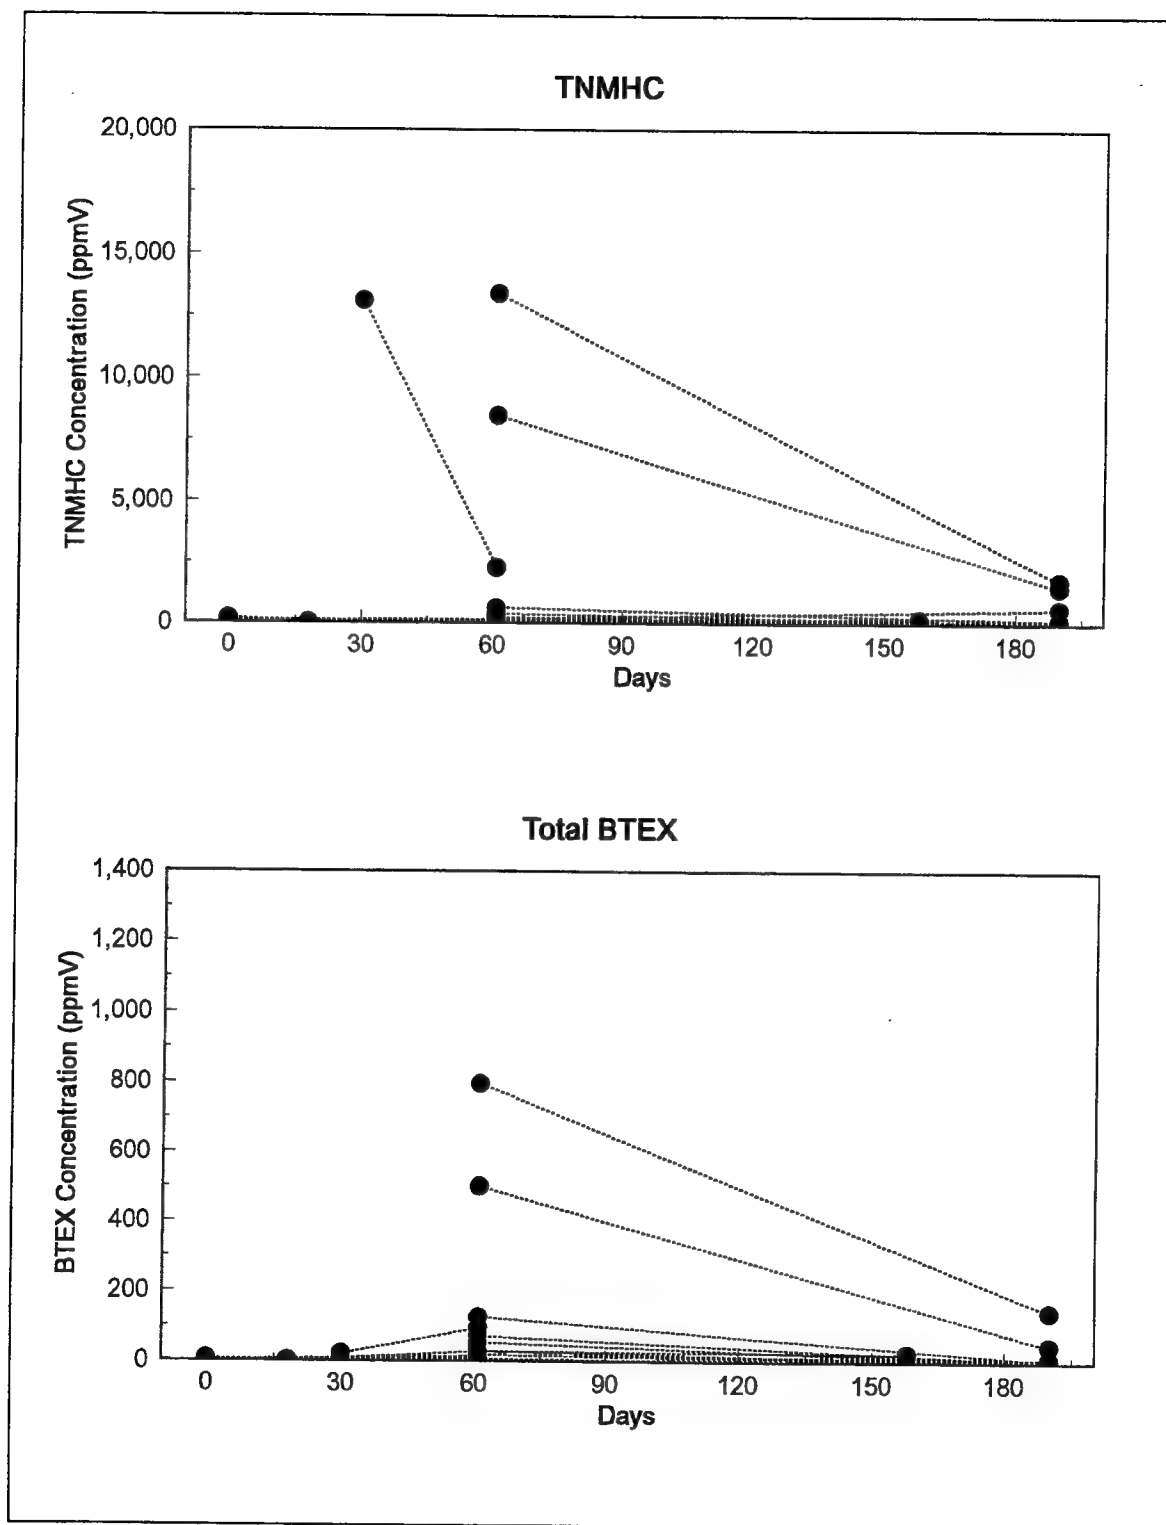 TNMHC
20,000
15,000
10,000
5,000
0
TNMHC Concentration (ppmV)
0 30 60 90 120 150 180
Days
Total BTEX
1,400
1,200
1,000
800
600
400
200
0
BTEX Concentration (ppmV)
0 30 60 90 120 150 180
Days